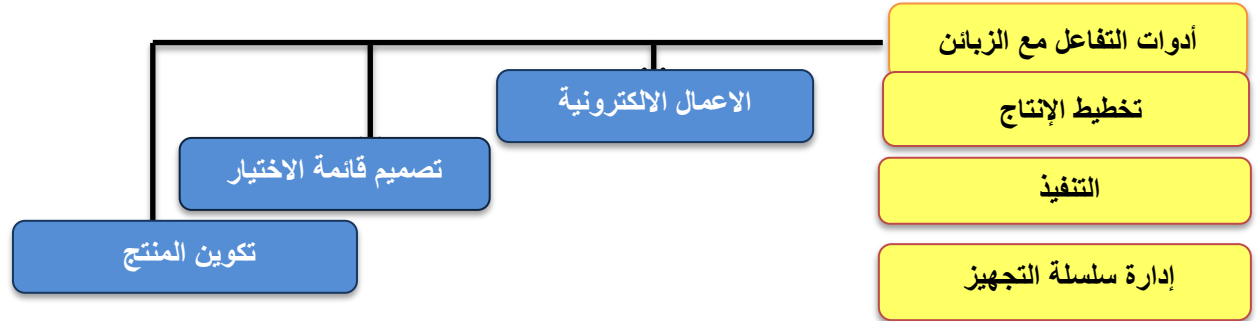 أدوات التفاعل مع الزبائن
الاعمال الالكترونية
تخطيط الإنتاج
تصميم قائمة الاختيار
التنفيذ
تكوين المنتج
إدارة سلسلة التجهيز